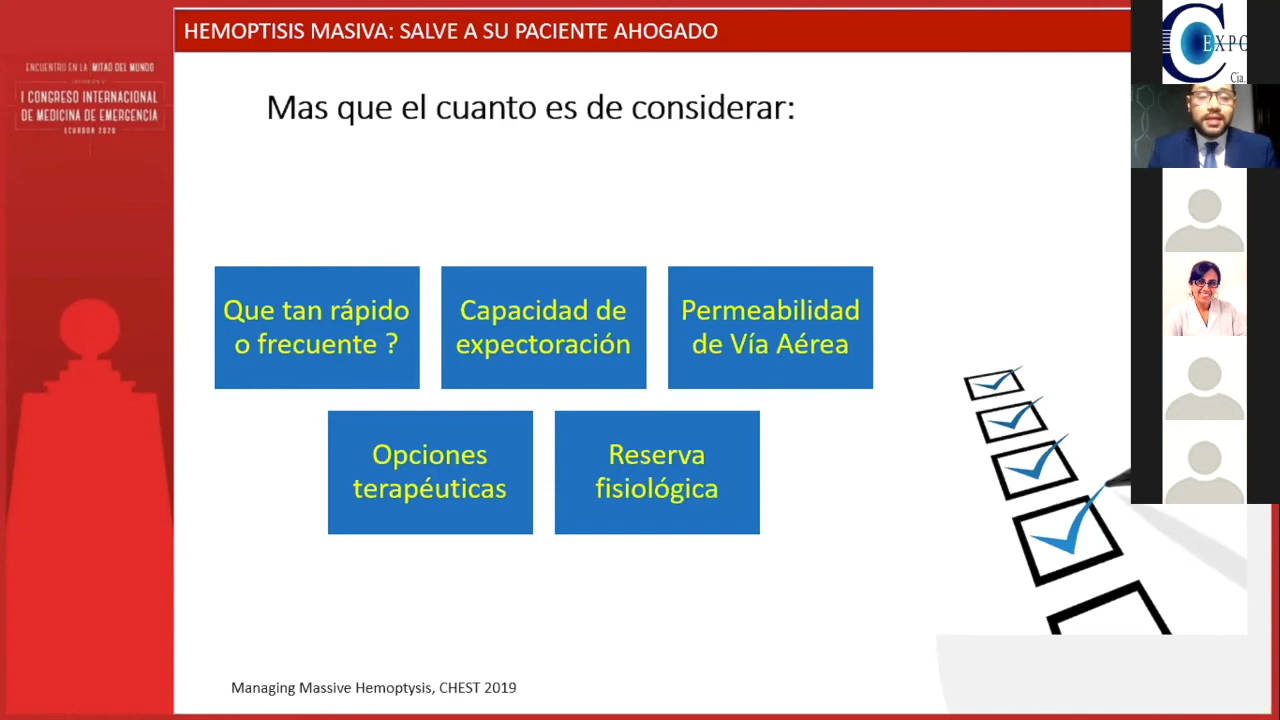 HEMOPTISIS MASIVA: SALVE A SU PACIENTE AHOGADO
ENCUENTRO EN LA MITAD DEL MUNDO
I CONGRESO INTERNACIONAL
DE MEDICINA DE EMERGENCIA
ECUADOR 2020
Mas que el cuanto es de considerar:
Que tan rápido
o frecuente ?
Capacidad de
expectoración
Permeabilidad
de Vía Aérea
Opciones
terapéuticas
Reserva
fisiológica
Managing Massive Hemoptysis, CHEST 2019
C
EXPO
Cia.